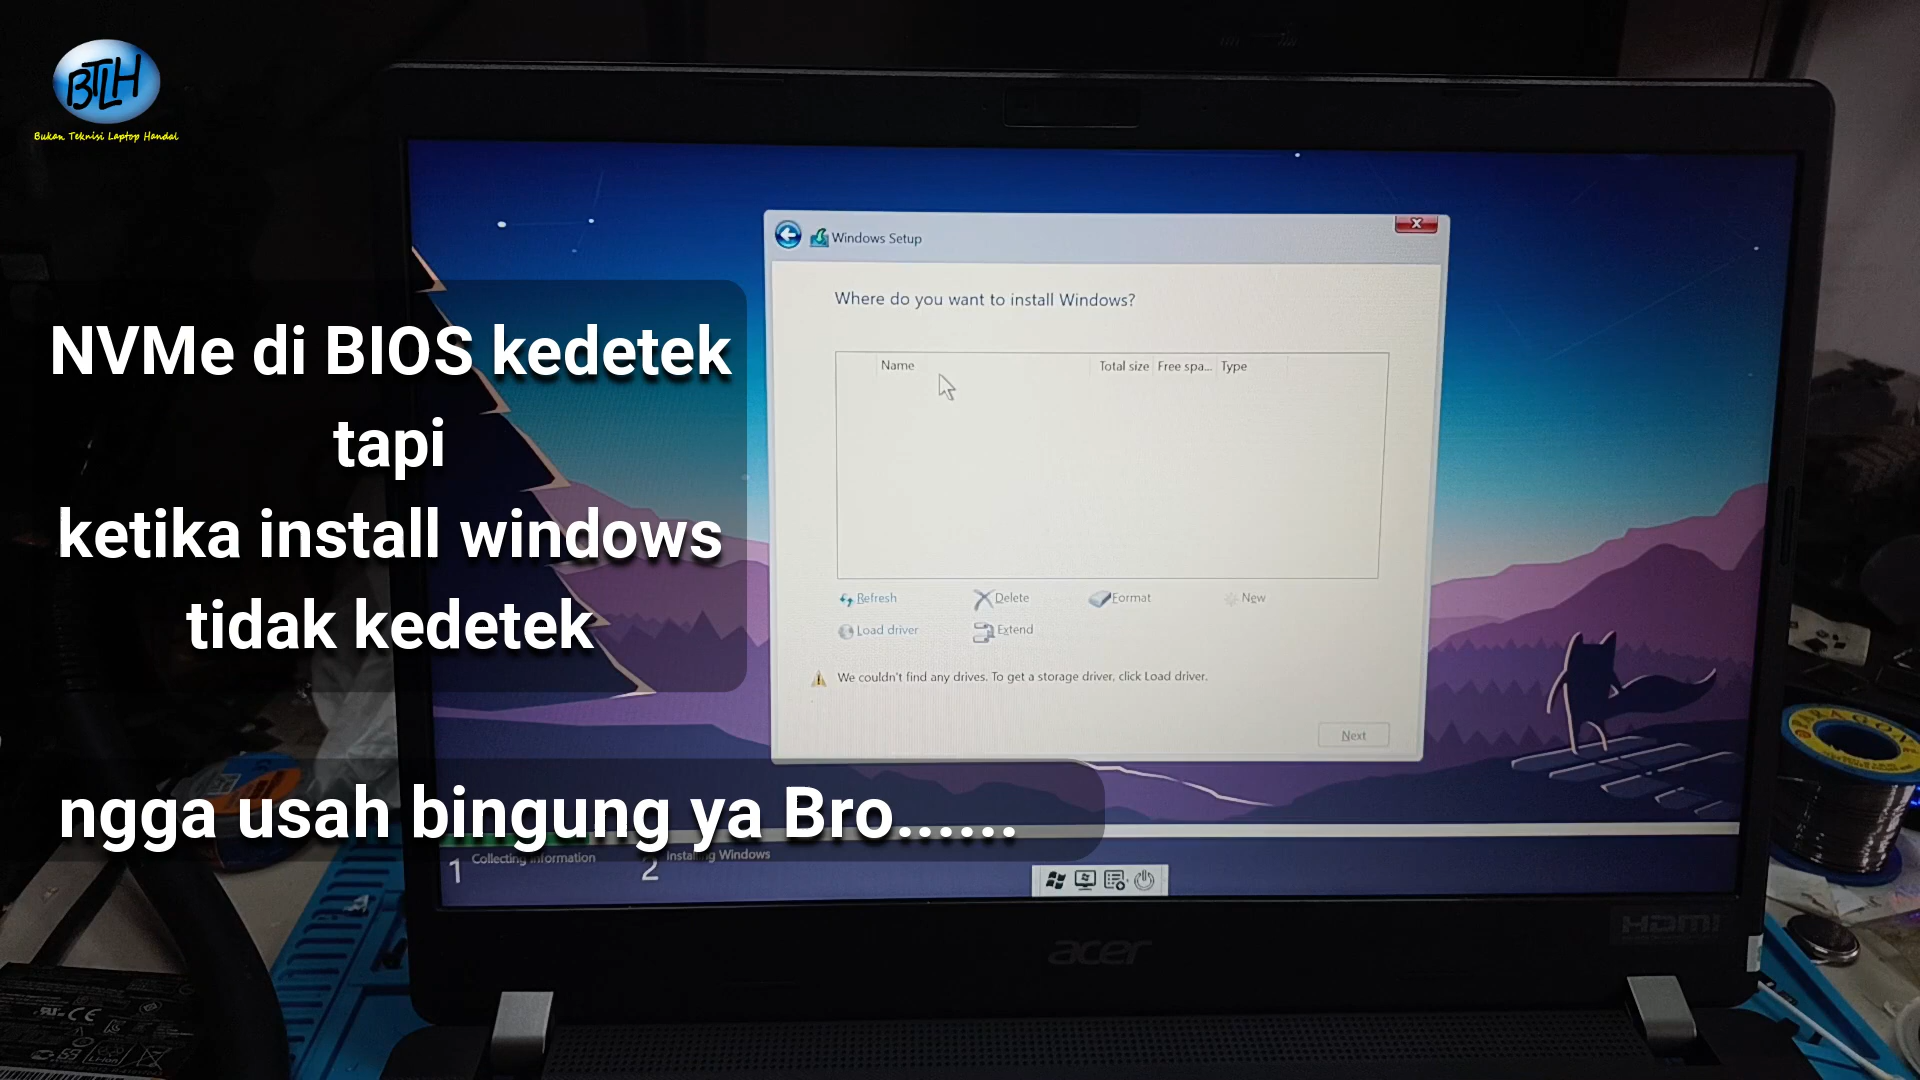 BTLH
Bukan Teknisi Laptop Handal
NVMe di BIOS kedetek
tapi
ketika install windows
tidak kedetek
ngga usah bingung ya Bro......
Windows Setup
Where do you want to install Windows?
Name Total size Free spa... Type
Refresh Delete Format New
Load driver Extend
We couldn't find any drives. To get a storage driver, click Load driver.
Next
1 Collecting information 2 Installing Windows
acer
HDMI
PARAGON